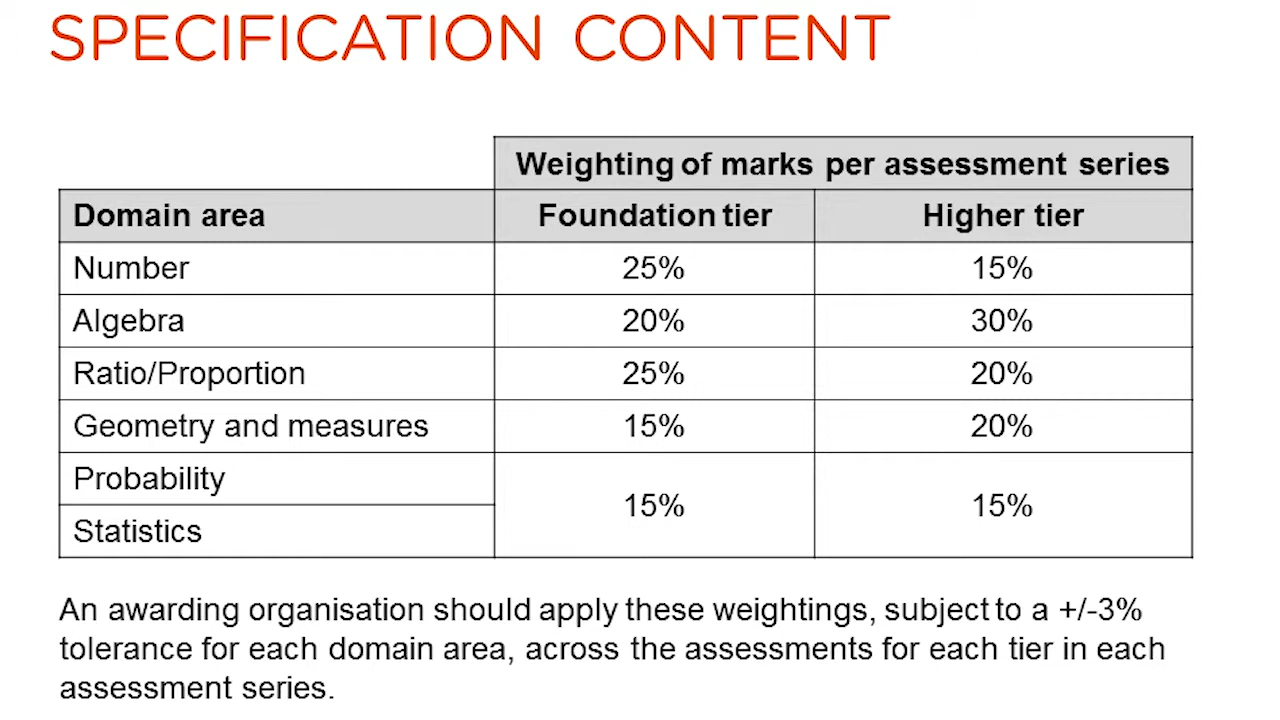 SPECIFICATION CONTENT
Weighting of marks per assessment series
Domain area Foundation tier Higher tier
Number 25% 15%
Algebra 20% 30%
Ratio/Proportion 25% 20%
Geometry and measures 15% 20%
Probability
15% 15%
Statistics
An awarding organisation should apply these weightings, subject to a +/-3%
tolerance for each domain area, across the assessments for each tier in each
assessment series.